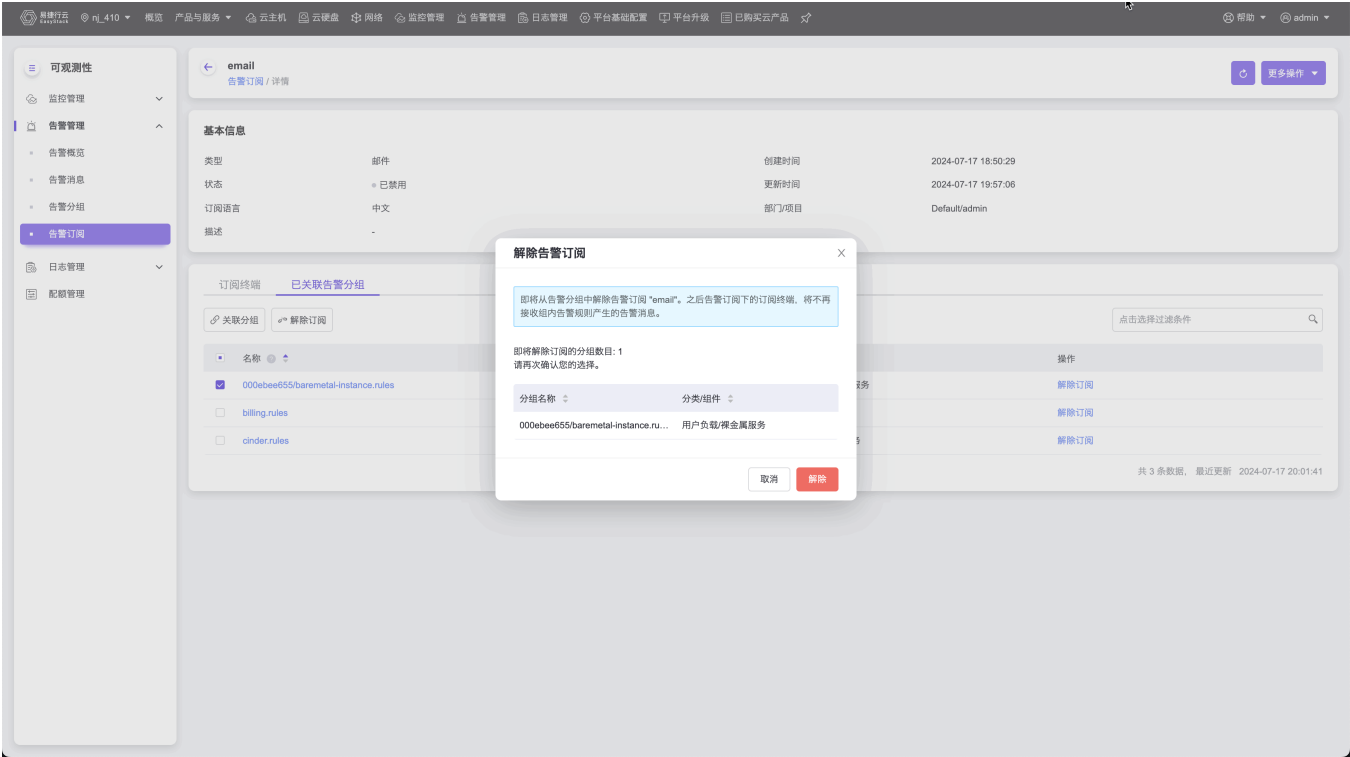 易捷行云 EasyStack nj_410 概览 产品与服务 云主机 云硬盘 网络 监控管理 告警管理 日志管理 平台基础配置 平台升级 已购买云产品 帮助 admin
可观测性
监控管理
告警管理
告警概览
告警消息
告警分组
告警订阅
日志管理
配额管理
email
告警订阅 / 详情
更多操作
基本信息
类型 邮件 创建时间 2024-07-17 18:50:29
状态 已禁用 更新时间 2024-07-17 19:57:06
订阅语言 中文 部门/项目 Default/admin
描述 -
订阅终端 已关联告警分组
关联分组 解除订阅 点击选择过滤条件
名称 操作
000ebee655/baremetal-instance.rules 服务 解除订阅
billing.rules 解除订阅
cinder.rules 解除订阅
共 3 条数据, 最近更新 2024-07-17 20:01:41
解除告警订阅
即将从告警分组中解除告警订阅 "email"。之后告警订阅下的订阅终端, 将不再
接收组内告警规则产生的告警消息。
即将解除订阅的分组数目: 1
请再次确认您的选择。
分组名称 分类/组件
000ebee655/baremetal-instance.ru... 用户负载/裸金属服务
取消 解除